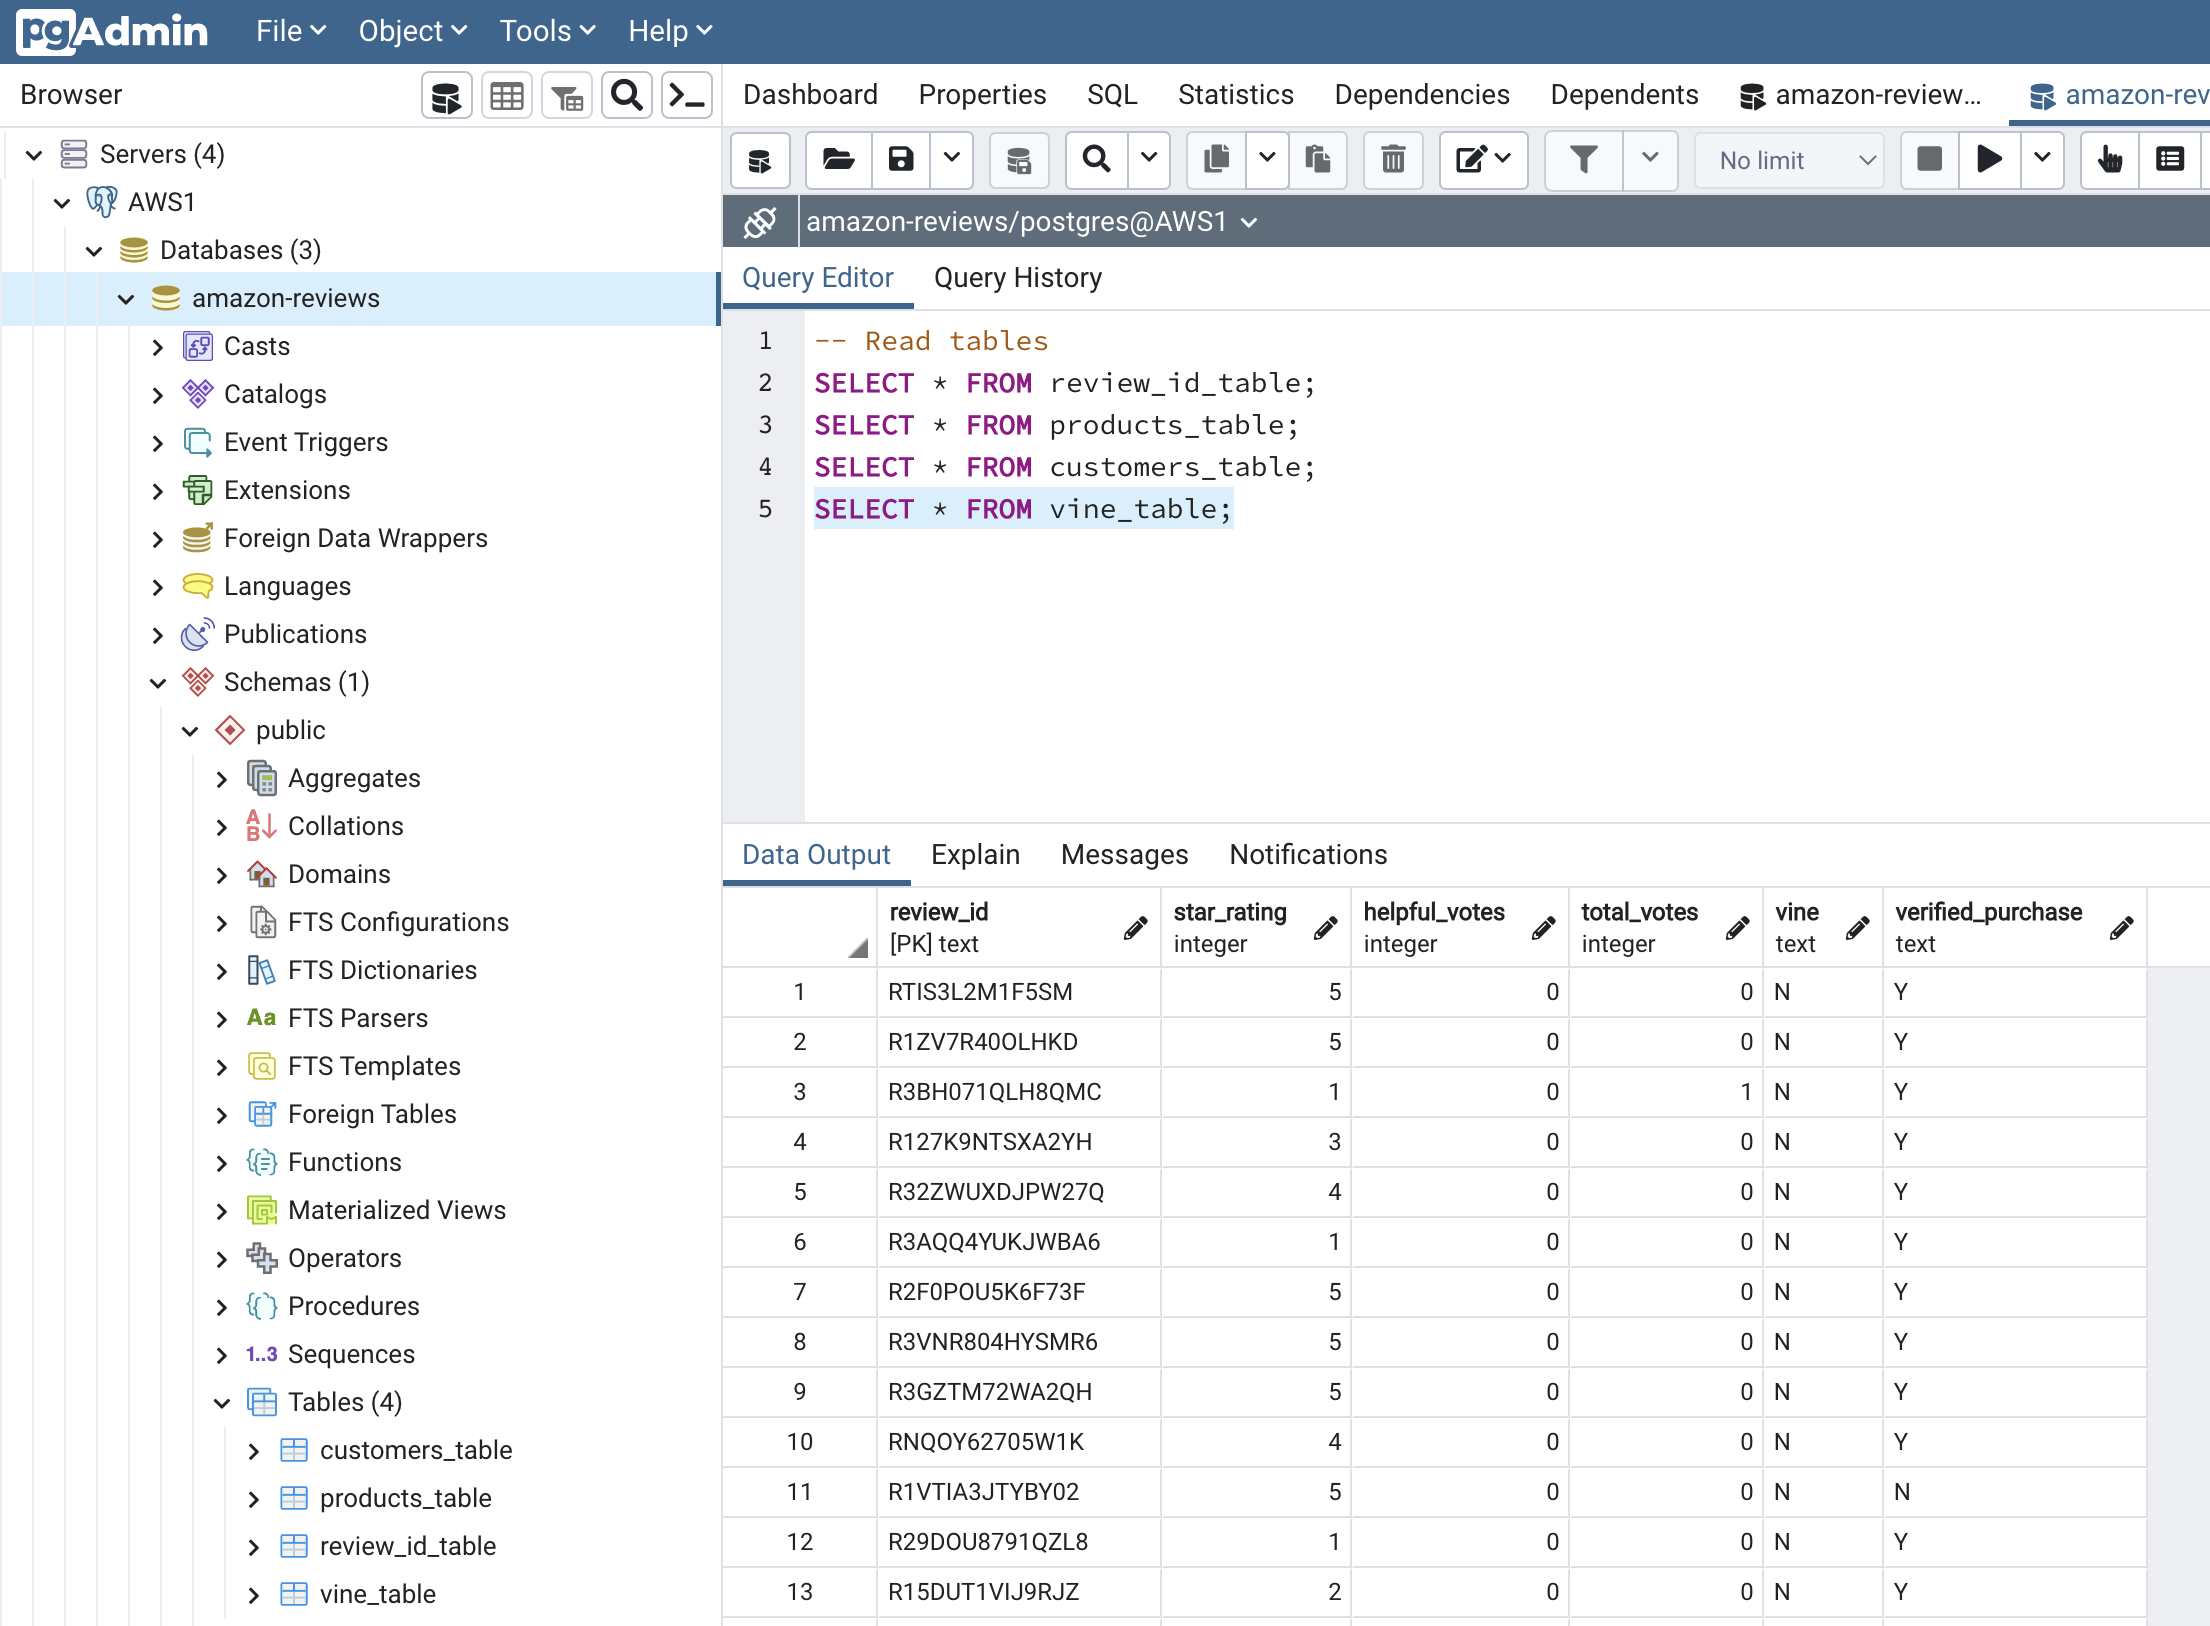 pgAdmin File Object Tools Help
Browser
Dashboard Properties SQL Statistics Dependencies Dependents amazon-review... amazon-rev
No limit
Servers (4)
AWS1
Databases (3)
amazon-reviews
Casts
Catalogs
Event Triggers
Extensions
Foreign Data Wrappers
Languages
Publications
Schemas (1)
public
Aggregates
Collations
Domains
FTS Configurations
FTS Dictionaries
Aa FTS Parsers
FTS Templates
Foreign Tables
Functions
Materialized Views
Operators
Procedures
1..3 Sequences
Tables (4)
customers_table
products_table
review_id_table
vine_table
amazon-reviews/postgres@AWS1
Query Editor Query History
1 -- Read tables
2 SELECT * FROM review_id_table;
3 SELECT * FROM products_table;
4 SELECT * FROM customers_table;
5 SELECT * FROM vine_table;
Data Output Explain Messages Notifications
review_id star_rating helpful_votes total_votes vine verified_purchase
[PK] text integer integer integer text text
1 RTIS3L2M1F5SM 5 0 0 N Y
2 R1ZV7R40OLHKD 5 0 0 N Y
3 R3BH071QLH8QMC 1 0 1 N Y
4 R127K9NTSXA2YH 3 0 0 N Y
5 R32ZWUXDJPW27Q 4 0 0 N Y
6 R3AQQ4YUKJWBA6 1 0 0 N Y
7 R2F0POU5K6F73F 5 0 0 N Y
8 R3VNR804HYSMR6 5 0 0 N Y
9 R3GZTM72WA2QH 5 0 0 N Y
10 RNQOY62705W1K 4 0 0 N Y
11 R1VTIA3JTYBY02 5 0 0 N N
12 R29DOU8791QZL8 1 0 0 N Y
13 R15DUT1VIJ9RJZ 2 0 0 N Y